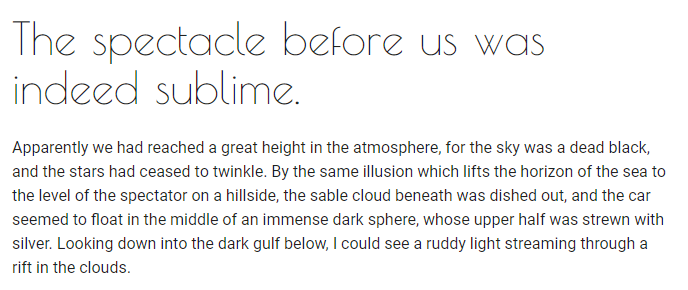 The spectacle before us was
indeed sublime.
Apparently we had reached a great height in the atmosphere, for the sky was a dead black,
and the stars had ceased to twinkle. By the same illusion which lifts the horizon of the sea to
the level of the spectator on a hillside, the sable cloud beneath was dished out, and the car
seemed to float in the middle of an immense dark sphere, whose upper half was strewn with
silver. Looking down into the dark gulf below, I could see a ruddy light streaming through a
rift in the clouds.